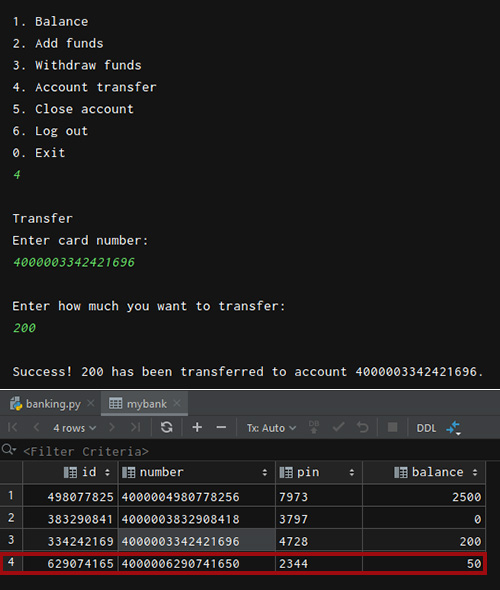 1. Balance
2. Add funds
3. Withdraw funds
4. Account transfer
5. Close account
6. Log out
0. Exit
4
Transfer
Enter card number:
4000003342421696
Enter how much you want to transfer:
200
Success! 200 has been transferred to account 4000003342421696.
banking.py mybank
4 rows Tx: Auto DB DDL
<Filter Criteria>
id number pin balance
1 498077825 4000004980778256 7973 2500
2 383290841 4000003832908418 3797 0
3 334242169 4000003342421696 4728 200
4 629074165 4000006290741650 2344 50